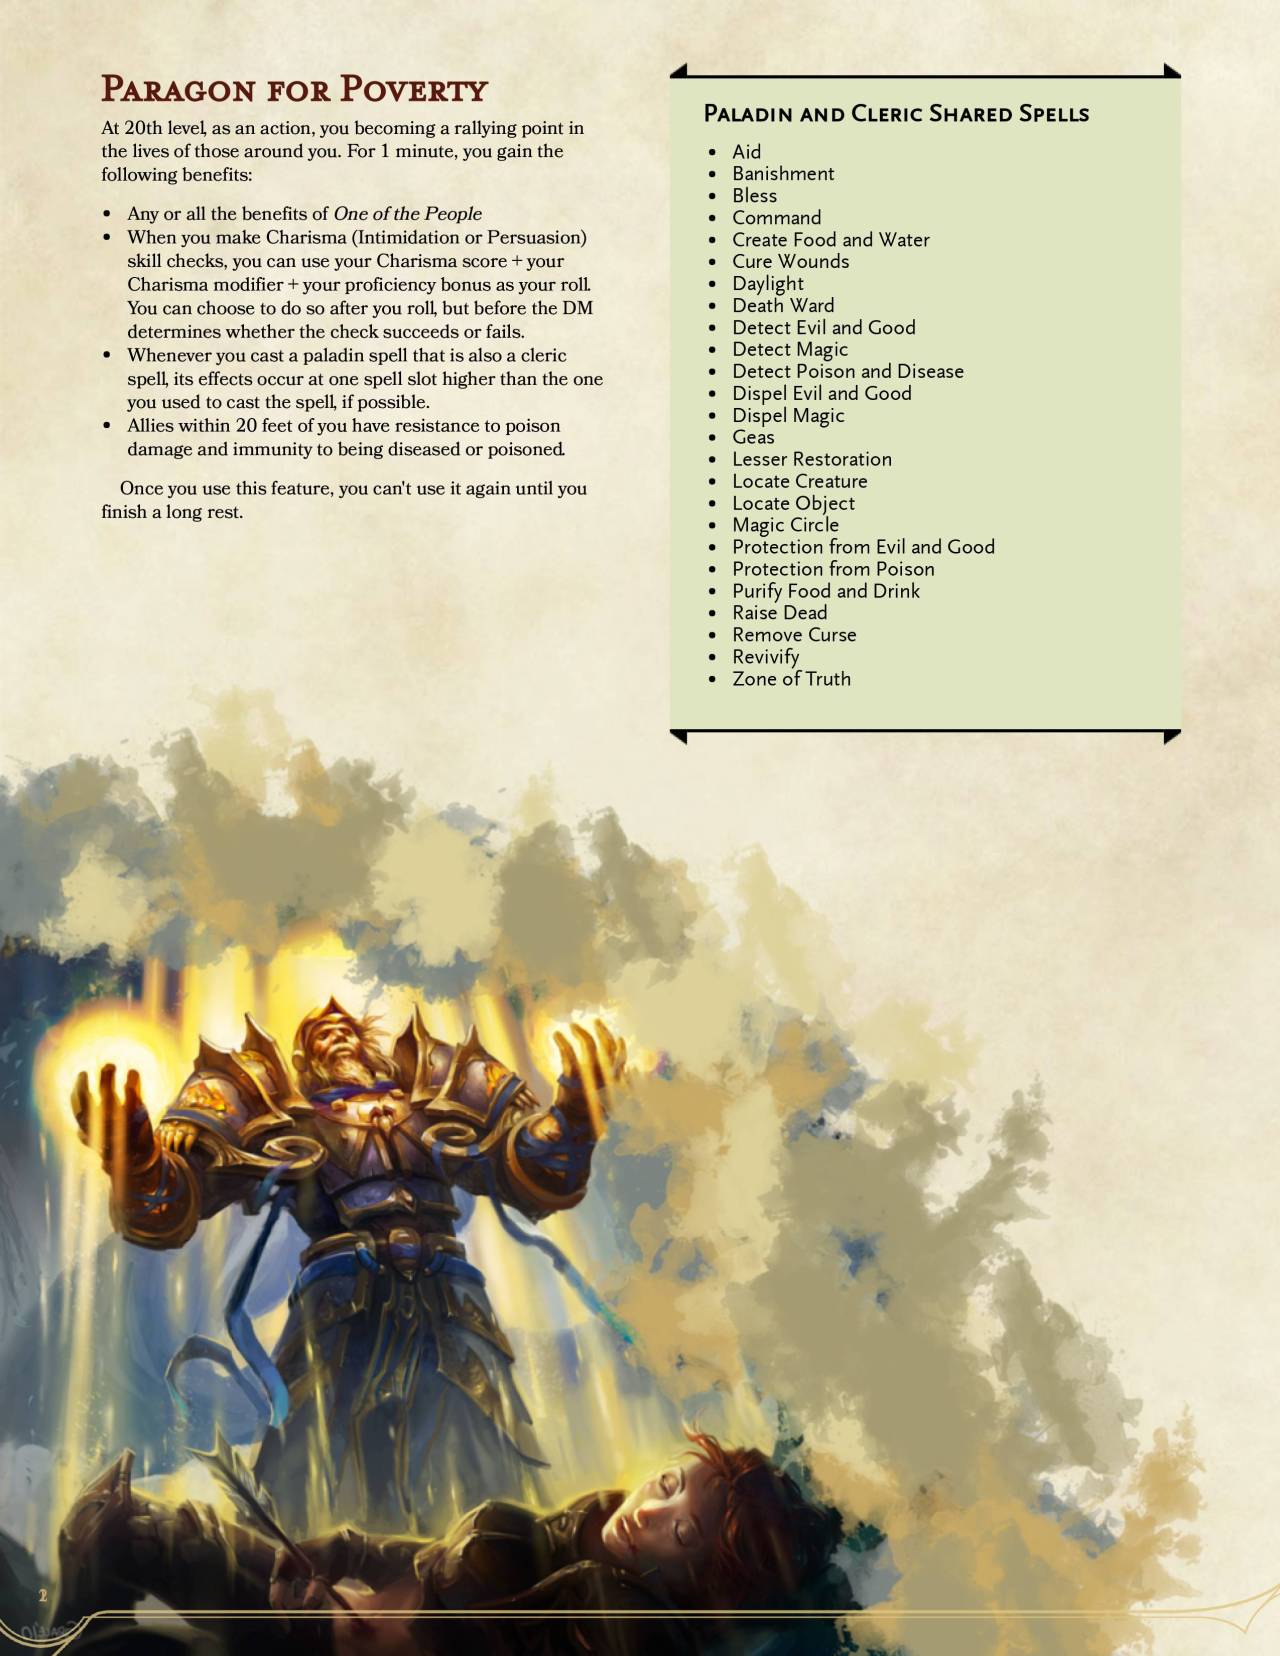 Paragon for Poverty
At 20th level, as an action, you becoming a rallying point in
the lives of those around you. For 1 minute, you gain the
following benefits:
• Any or all the benefits of One of the People
• When you make Charisma (Intimidation or Persuasion)
skill checks, you can use your Charisma score + your
Charisma modifier + your proficiency bonus as your roll.
You can choose to do so after you roll, but before the DM
determines whether the check succeeds or fails.
• Whenever you cast a paladin spell that is also a cleric
spell, its effects occur at one spell slot higher than the one
you used to cast the spell, if possible.
• Allies within 20 feet of you have resistance to poison
damage and immunity to being diseased or poisoned.
Once you use this feature, you can't use it again until you
finish a long rest.
Paladin and Cleric Shared Spells
• Aid
• Banishment
• Bless
• Command
• Create Food and Water
• Cure Wounds
• Daylight
• Death Ward
• Detect Evil and Good
• Detect Magic
• Detect Poison and Disease
• Dispel Evil and Good
• Dispel Magic
• Geas
• Lesser Restoration
• Locate Creature
• Locate Object
• Magic Circle
• Protection from Evil and Good
• Protection from Poison
• Purify Food and Drink
• Raise Dead
• Remove Curse
• Revivify
• Zone of Truth